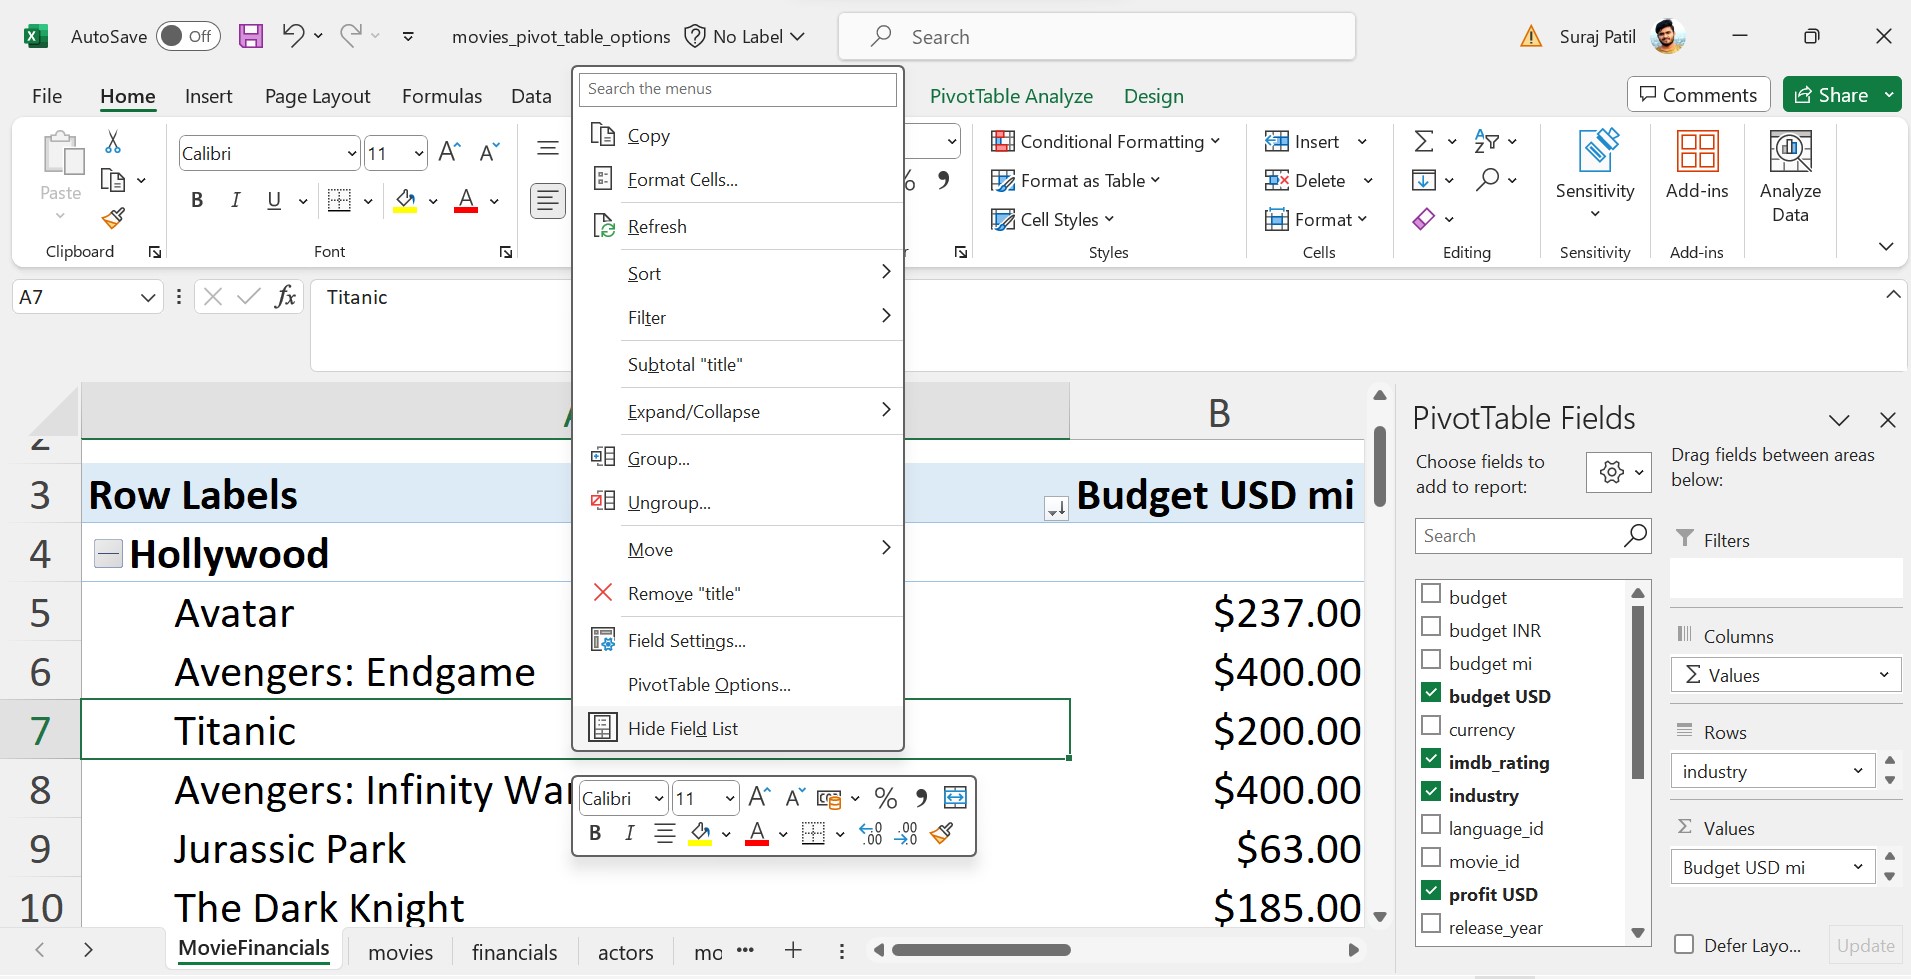 AutoSave Off movies_pivot_table_options No Label Search Suraj Patil
File Home Insert Page Layout Formulas Data PivotTable Analyze Design Comments Share
Paste
Clipboard
Calibri 11
B I U A
Font
Conditional Formatting
Format as Table
Cell Styles
Styles
Insert
Delete
Format
Cells
Editing
Sensitivity
Sensitivity
Add-ins
Add-ins
Analyze
Data
A7 fx Titanic
Search the menus
Copy
Format Cells...
Refresh
Sort
Filter
Subtotal "title"
Expand/Collapse
Group...
Ungroup...
Move
Remove "title"
Field Settings...
PivotTable Options...
Hide Field List
Calibri 11 A A %
B I A
B
3 Row Labels Budget USD mi
4 Hollywood
5 Avatar $237.00
6 Avengers: Endgame $400.00
7 Titanic $200.00
8 Avengers: Infinity War $400.00
9 Jurassic Park $63.00
10 The Dark Knight $185.00
MovieFinancials movies financials actors mo ...
PivotTable Fields
Choose fields to
add to report:
Search
budget
budget INR
budget mi
budget USD
currency
imdb_rating
industry
language_id
movie_id
profit USD
release_year
Drag fields between areas
below:
Filters
Columns
Σ Values
Rows
industry
Σ Values
Budget USD mi
Defer Layo... Update